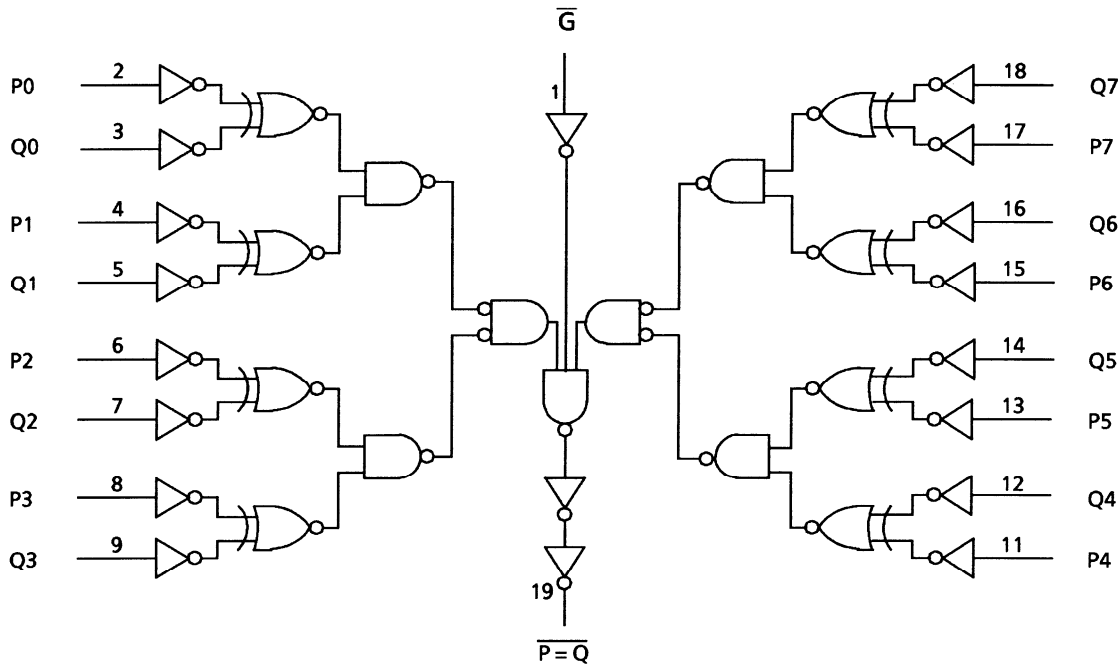 G̅
P0 2 18 Q7
1
Q0 3 17 P7
P1 4 16 Q6
Q1 5 15 P6
P2 6 14 Q5
Q2 7 13 P5
P3 8 12 Q4
Q3 9 11 P4
19
P̅ ̅=̅ ̅Q̅